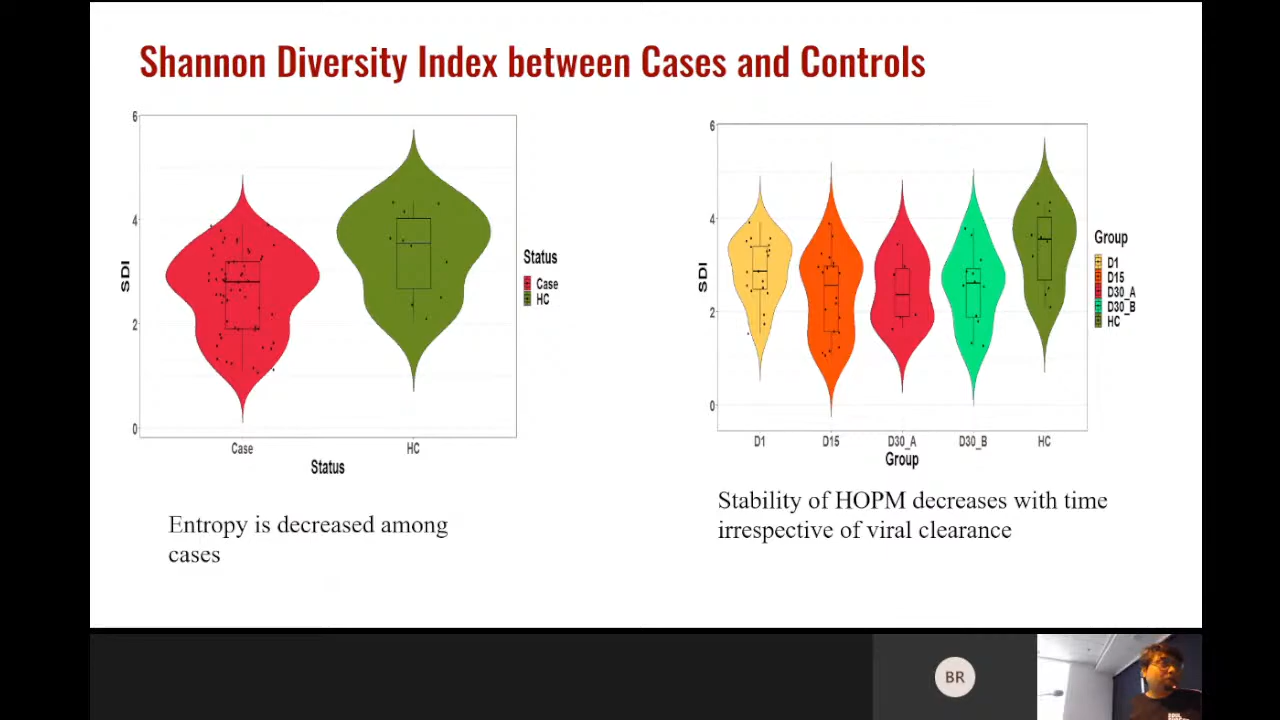 Shannon Diversity Index between Cases and Controls
6
4
2
0
SDI
Case
HC
Status
Status
Case
HC
6
4
2
0
SDI
D1
D15
D30_A
D30_B
HC
Group
Group
D1
D15
D30_A
D30_B
HC
Entropy is decreased among
cases
Stability of HOPM decreases with time
irrespective of viral clearance
BR